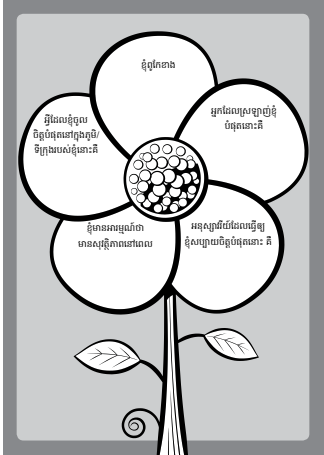 ខ្ញុំពូកែខាង
អ្នកដែលស្រឡាញ់ខ្ញុំ
បំផុតនោះគឺ
អ្វីដែលខ្ញុំចូល
ចិត្តបំផុតនៅក្នុងភូមិ/
ទីក្រុងរបស់ខ្ញុំនោះគឺ
ខ្ញុំមានអារម្មណ៍ថា
មានសុវត្ថិភាពនៅពេល
អនុស្សាវរីយ៍ដែលធ្វើឲ្យ
ខ្ញុំសប្បាយចិត្តបំផុតនោះ គឺ